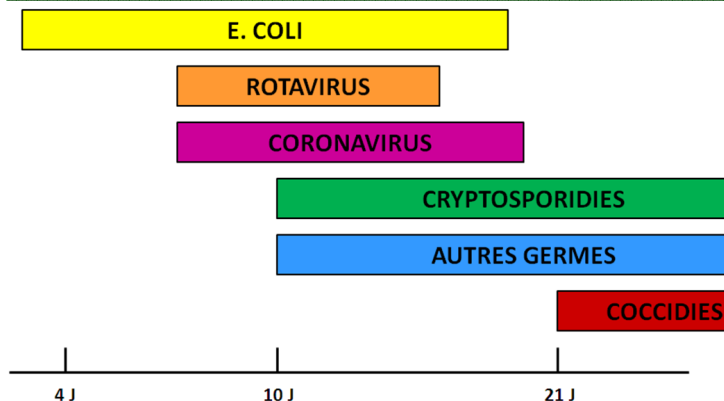 E. COLI
ROTAVIRUS
CORONAVIRUS
CRYPTOSPORIDIES
AUTRES GERMES
COCCIDIES
4 J
10 J
21 J